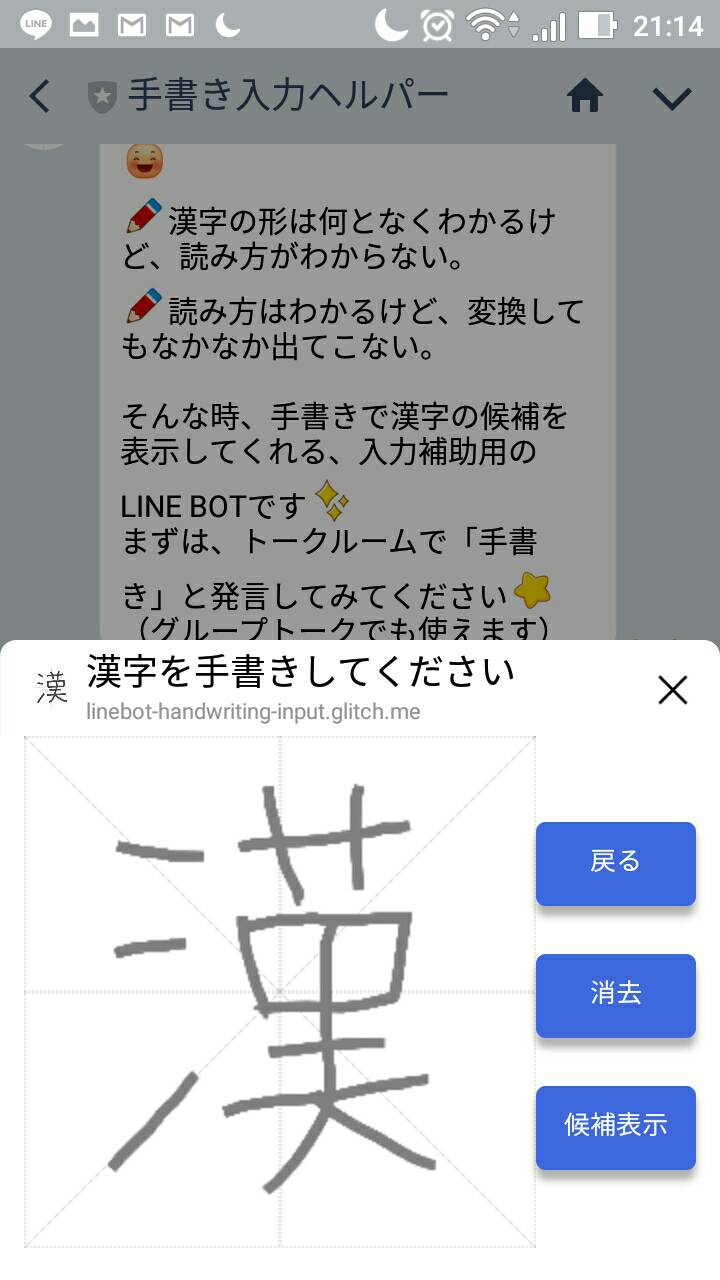 LINE
21:14
手書き入力ヘルパー
漢字の形は何となくわかるけ
ど、読み方がわからない。
読み方はわかるけど、変換して
もなかなか出てこない。
そんな時、手書きで漢字の候補を
表示してくれる、入力補助用の
LINE BOTです
まずは、トークルームで「手書
き」と発言してみてください
（グループトークでも使えます）
漢
漢字を手書きしてください
linebot-handwriting-input.glitch.me
漢
戻る
消去
候補表示